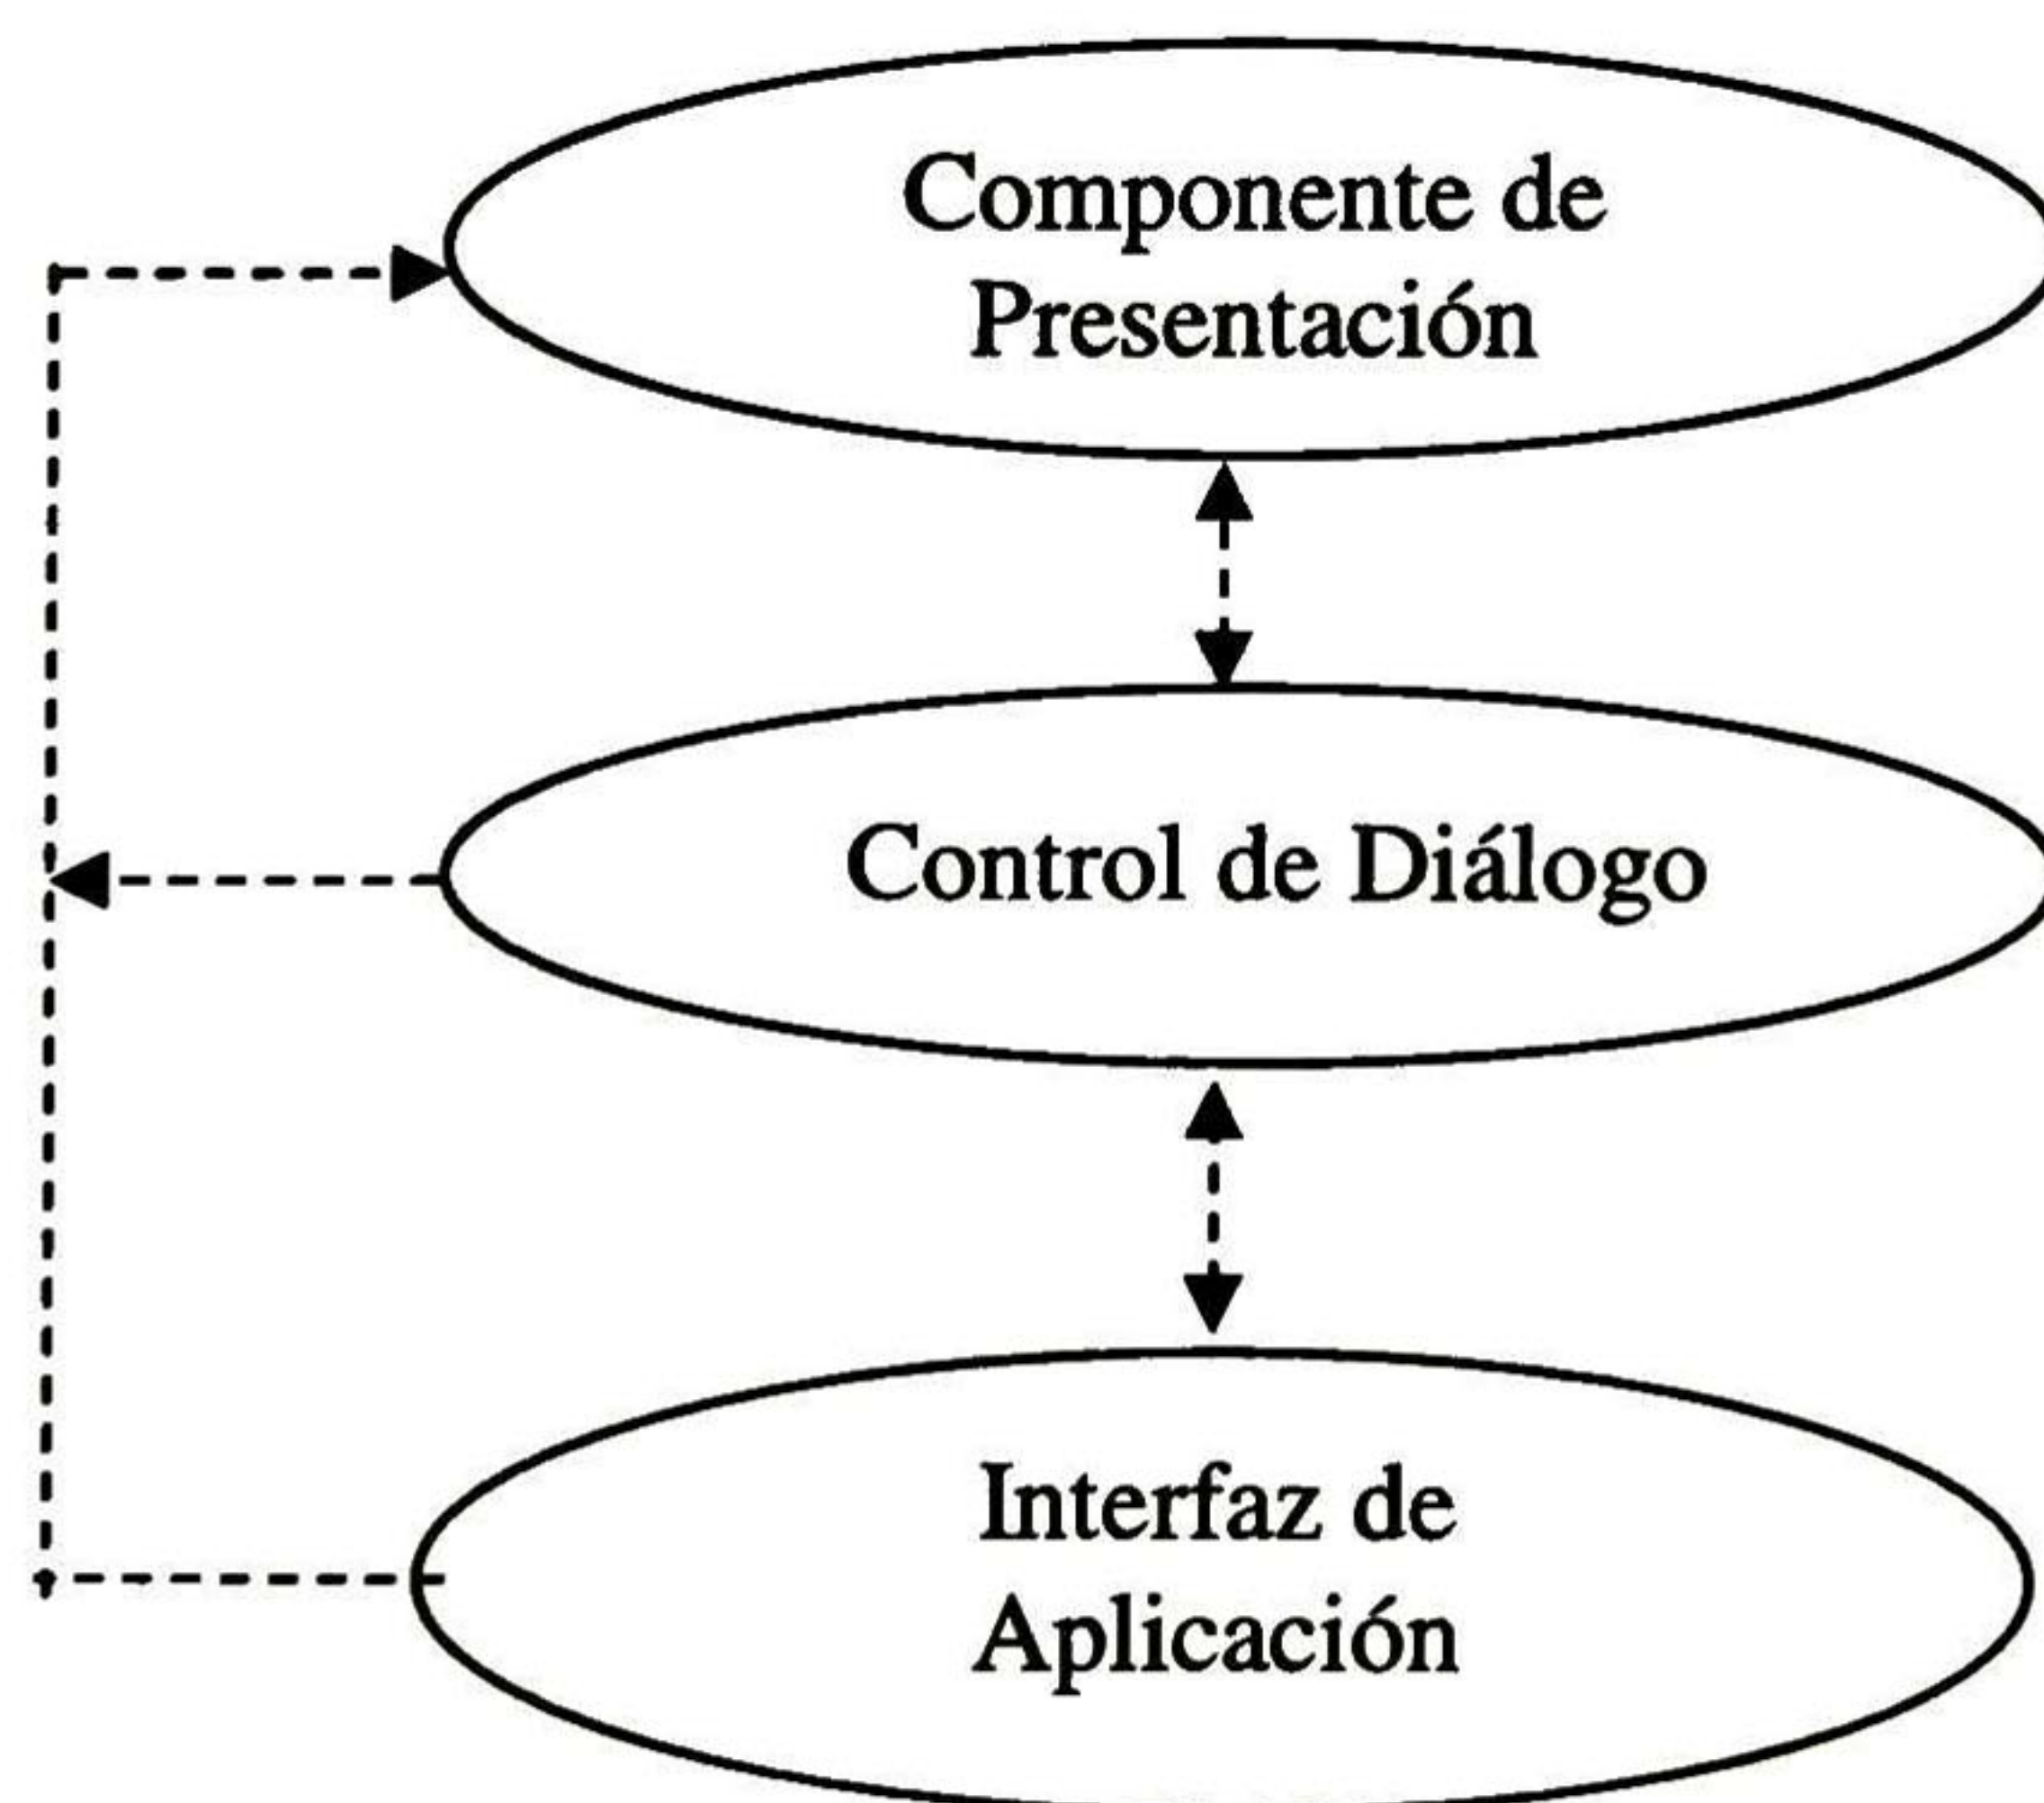 Componente de
Presentación
Control de Diálogo
Interfaz de
Aplicación